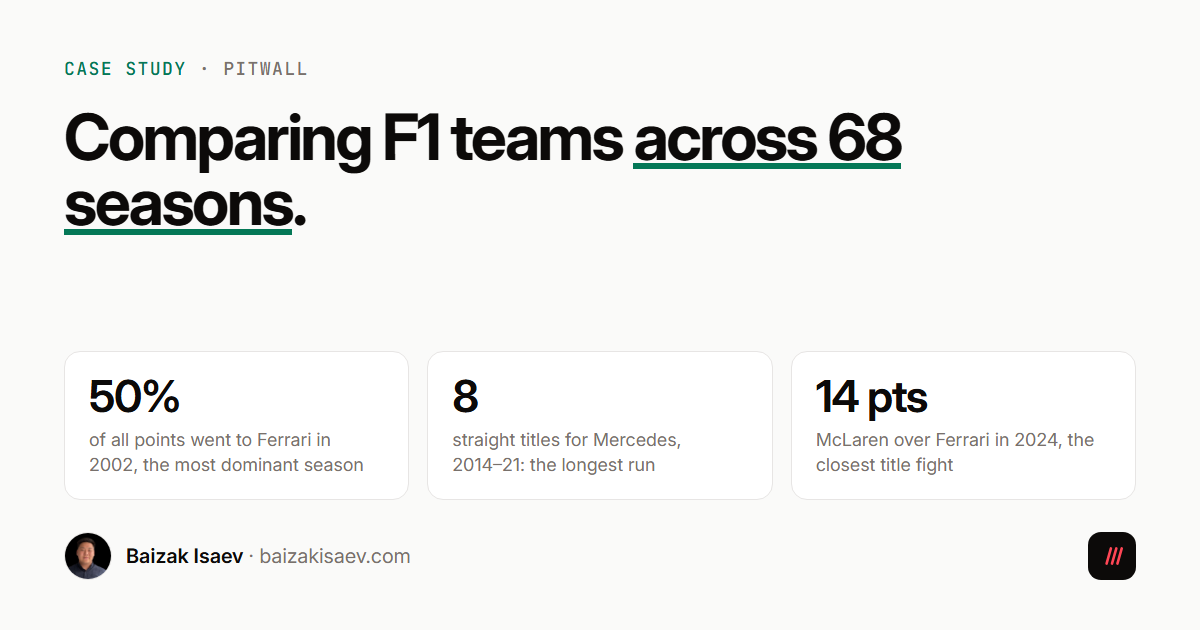 CASE STUDY · PITWALL
Comparing F1 teams across 68
seasons.
50%
of all points went to Ferrari in
2002, the most dominant season
8
straight titles for Mercedes,
2014–21: the longest run
14 pts
McLaren over Ferrari in 2024, the
closest title fight
Baizak Isaev · baizakisaev.com